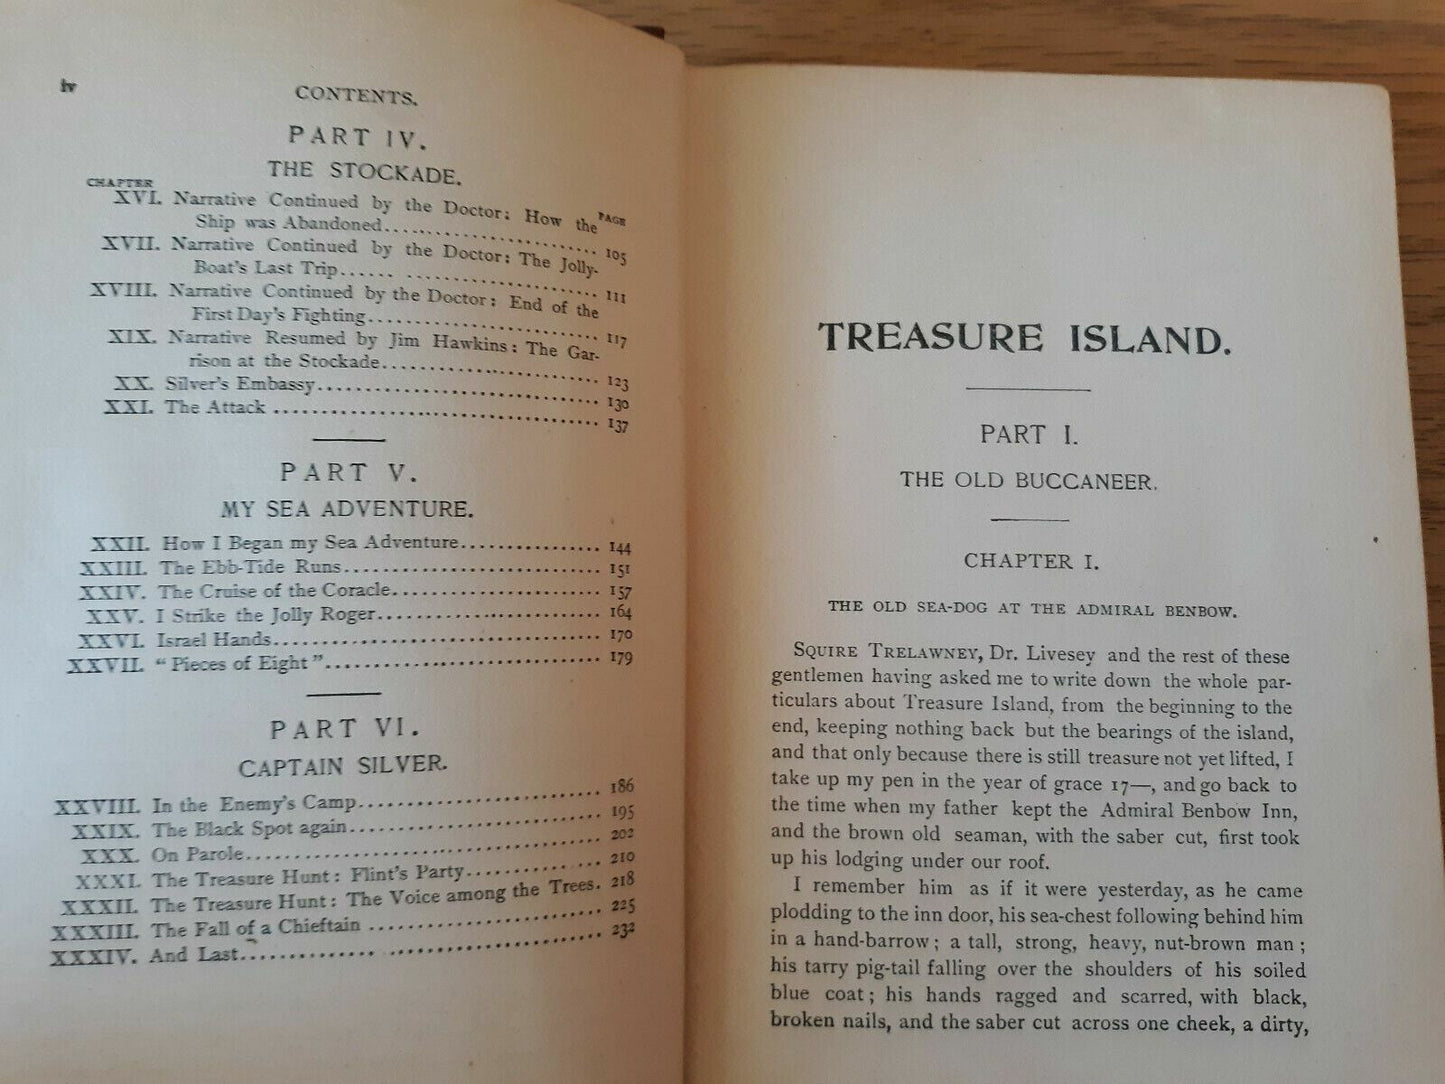 iv
CONTENTS.
PART IV.
THE STOCKADE.
CHAPTER
PAGE
XVI. Narrative Continued by the Doctor: How the
Ship was Abandoned.................................... 105
XVII. Narrative Continued by the Doctor: The Jolly-
Boat's Last Trip...... ............................ 111
XVIII. Narrative Continued by the Doctor: End of the
First Day's Fighting................................ 117
XIX. Narrative Resumed by Jim Hawkins: The Gar-
rison at the Stockade.............................. 123
XX. Silver's Embassy...................................... 130
XXI. The Attack ........................................... 137
PART V.
MY SEA ADVENTURE.
XXII. How I Began my Sea Adventure................ 144
XXIII. The Ebb-Tide Runs............................... 151
XXIV. The Cruise of the Coracle......................... 157
XXV. I Strike the Jolly Roger........................... 164
XXVI. Israel Hands......................................... 170
XXVII. "Pieces of Eight"................................... 179
PART VI.
CAPTAIN SILVER.
XXVIII. In the Enemy's Camp.............................. 186
XXIX. The Black Spot again............................... 195
XXX. On Parole............................................. 202
XXXI. The Treasure Hunt: Flint's Party................ 210
XXXII. The Treasure Hunt: The Voice among the Trees. 218
XXXIII. The Fall of a Chieftain ............................ 225
XXXIV. And Last.............................................. 232
TREASURE ISLAND.
PART I.
THE OLD BUCCANEER.
CHAPTER I.
THE OLD SEA-DOG AT THE ADMIRAL BENBOW.
SQUIRE TRELAWNEY, Dr. Livesey and the rest of these
gentlemen having asked me to write down the whole par-
ticulars about Treasure Island, from the beginning to the
end, keeping nothing back but the bearings of the island,
and that only because there is still treasure not yet lifted, I
take up my pen in the year of grace 17—, and go back to
the time when my father kept the Admiral Benbow Inn,
and the brown old seaman, with the saber cut, first took
up his lodging under our roof.
I remember him as if it were yesterday, as he came
plodding to the inn door, his sea-chest following behind him
in a hand-barrow; a tall, strong, heavy, nut-brown man;
his tarry pig-tail falling over the shoulders of his soiled
blue coat; his hands ragged and scarred, with black,
broken nails, and the saber cut across one cheek, a dirty,